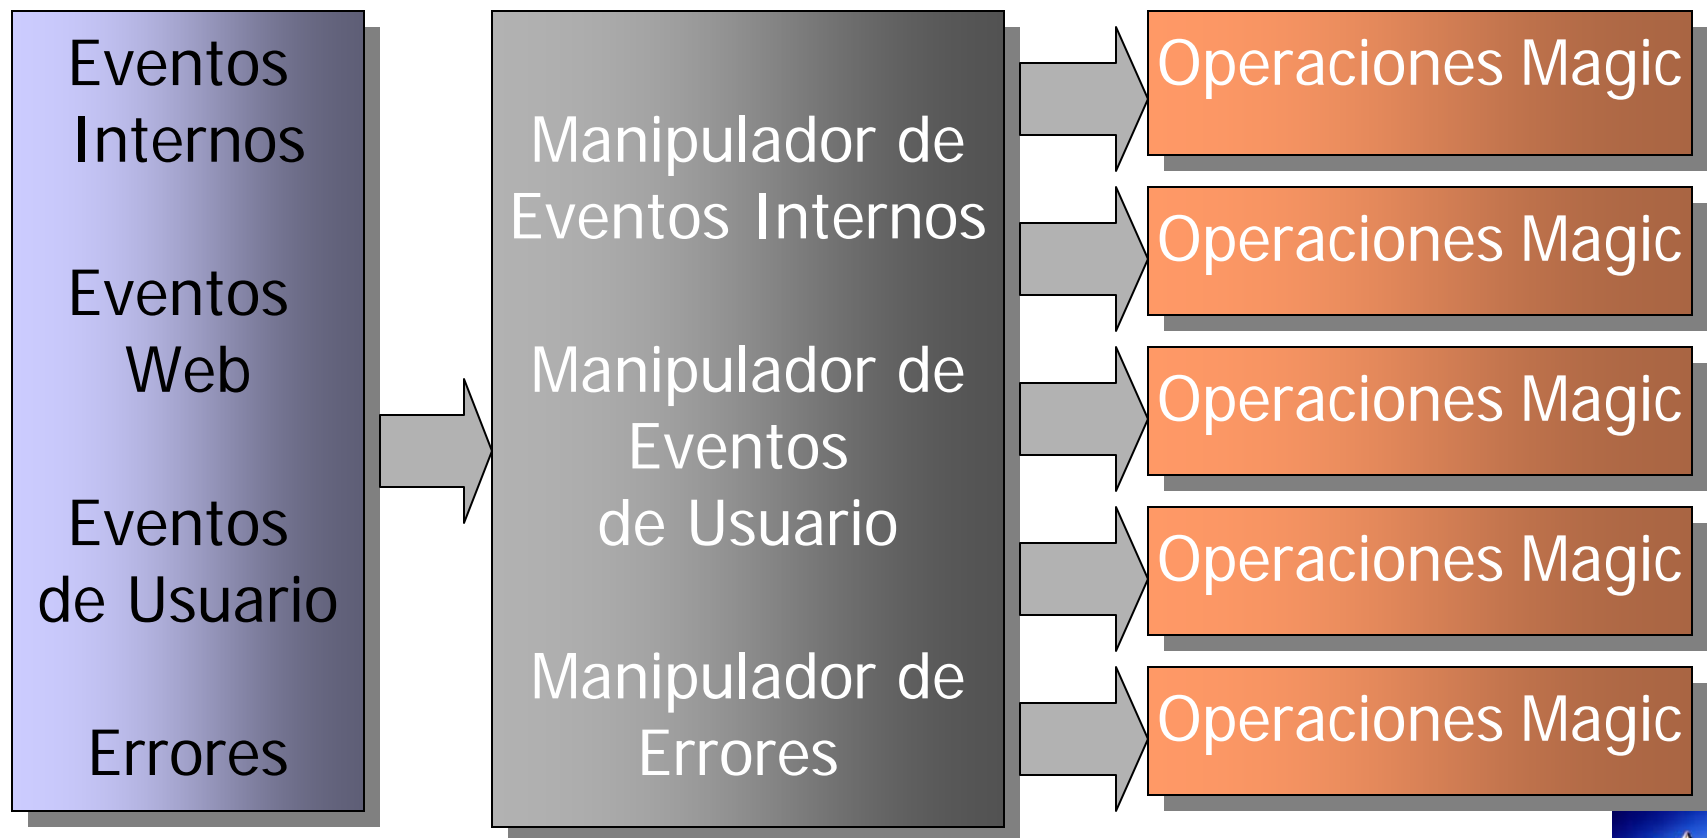 Eventos
Internos
Eventos
Web
Eventos
de Usuario
Errores
Manipulador de
Eventos Internos
Manipulador de
Eventos
de Usuario
Manipulador de
Errores
Operaciones Magic
Operaciones Magic
Operaciones Magic
Operaciones Magic
Operaciones Magic